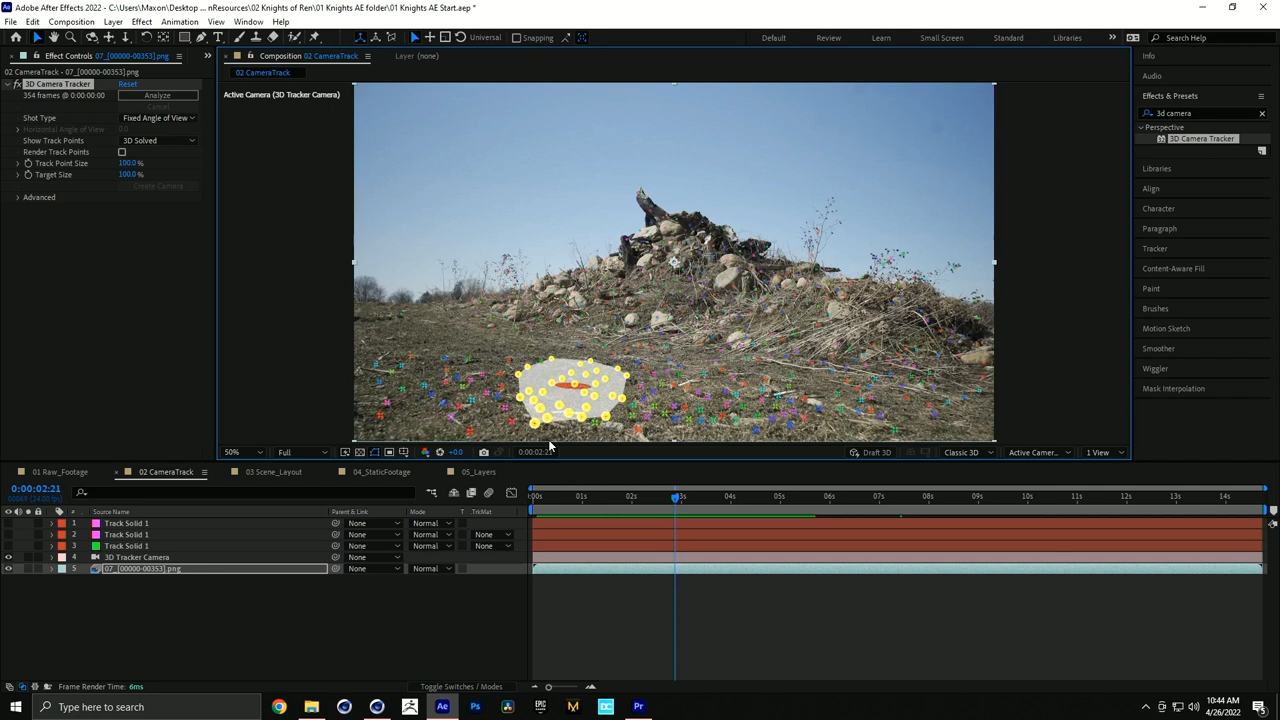 Adobe After Effects 2022 - C:\Users\Maxon\Desktop ... nResources\02 Knights of Ren\01 Knights AE folder\01 Knights AE Start.aep *
File Edit Composition Layer Effect Animation View Window Help
Universal Snapping Default Review Learn Small Screen Standard Libraries Search Help
Effect Controls 07_[00000-00353].png
Composition 02 CameraTrack
Layer (none)
Info
02 CameraTrack • 07_[00000-00353].png
02 CameraTrack
Audio
fx 3D Camera Tracker Reset
354 frames @ 0:00:00:00 Analyze
Cancel
Shot Type Fixed Angle of View
Horizontal Angle of View 0.0
Show Track Points 3D Solved
Render Track Points
Track Point Size 100.0 %
Target Size 100.0 %
Create Camera
Advanced
Active Camera (3D Tracker Camera)
Effects & Presets
3d camera
Perspective
3D Camera Tracker
Libraries
Align
Character
Paragraph
Tracker
Content-Aware Fill
Paint
Brushes
Motion Sketch
Smoother
Wiggler
Mask Interpolation
50% Full +0.0 0:00:02:21 Draft 3D Classic 3D Active Camer... 1 View
01 Raw_Footage 02 CameraTrack 03 Scene_Layout 04_StaticFootage 05_Layers
0:00:02:21
00069 (24.00 fps)
:00s 01s 02s 03s 04s 05s 06s 07s 08s 09s 10s 11s 12s 13s 14s
# Source Name Parent & Link Mode T .TrkMat
1 Track Solid 1 None Normal
2 Track Solid 1 None Normal None
3 Track Solid 1 None Normal None
4 3D Tracker Camera None
5 07_[00000-00353].png None Normal
Frame Render Time: 6ms
Toggle Switches / Modes
Type here to search
Ae Ps EPIC M DC Pr
10:44 AM
4/26/2022